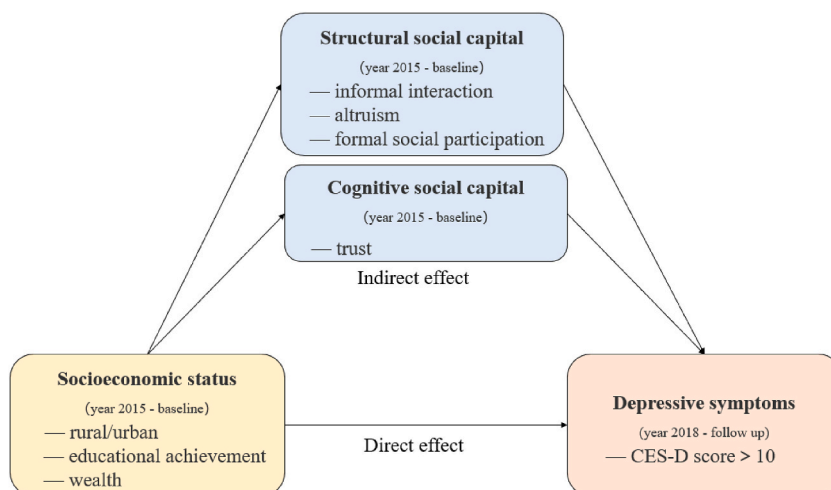 Structural social capital
(year 2015 - baseline)
— informal interaction
— altruism
— formal social participation
Cognitive social capital
(year 2015 - baseline)
— trust
Indirect effect
Socioeconomic status
(year 2015 - baseline)
— rural/urban
— educational achievement
— wealth
Direct effect
Depressive symptoms
(year 2018 - follow up)
— CES-D score > 10